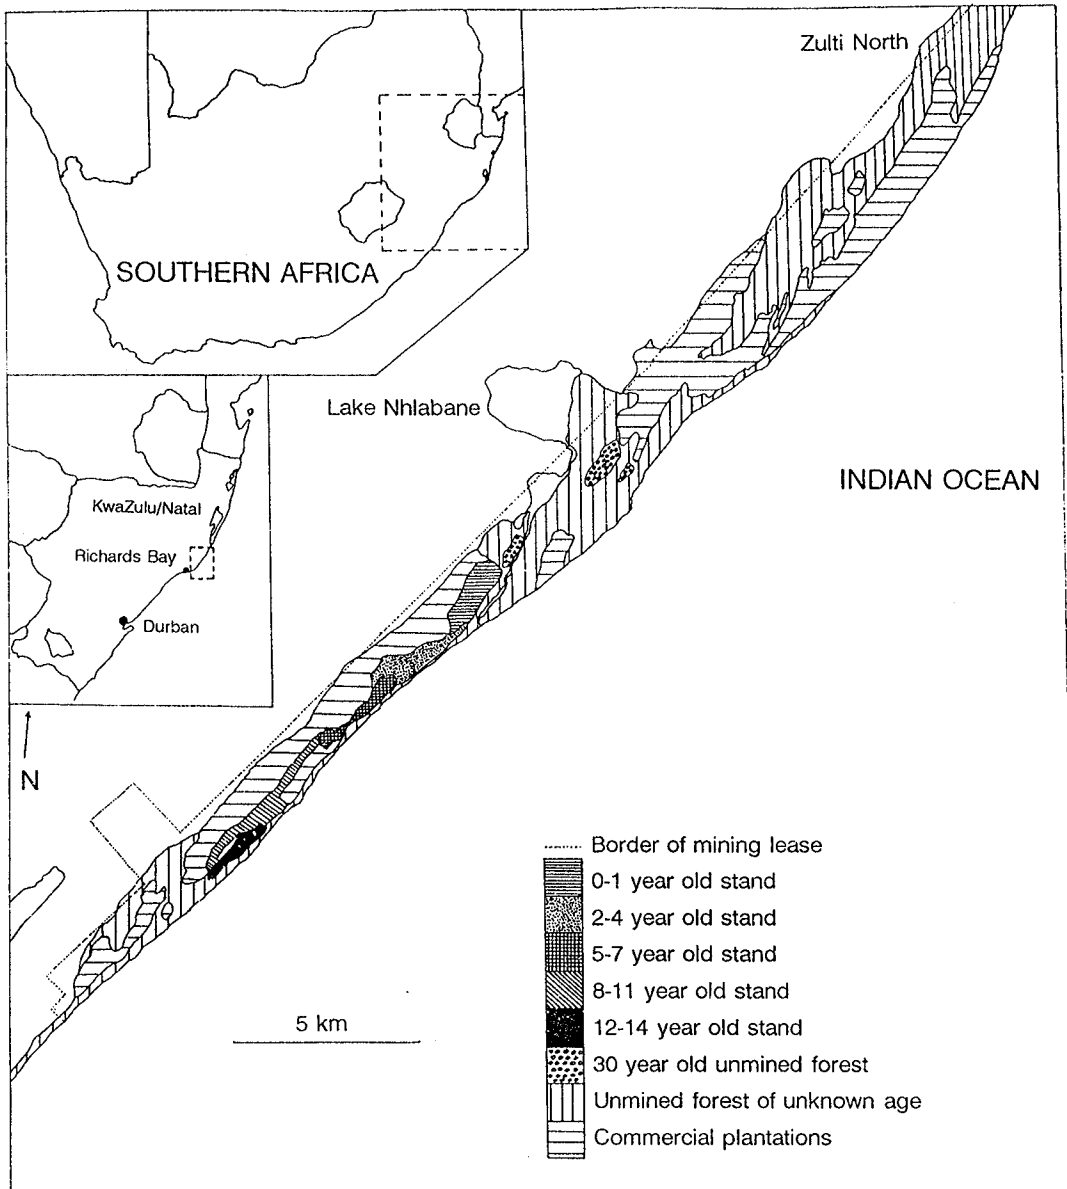 Zulti North
SOUTHERN AFRICA
Lake Nhlabane
INDIAN OCEAN
KwaZulu/Natal
Richards Bay
Durban
N
Border of mining lease
0-1 year old stand
2-4 year old stand
5-7 year old stand
8-11 year old stand
12-14 year old stand
30 year old unmined forest
Unmined forest of unknown age
Commercial plantations
5 km